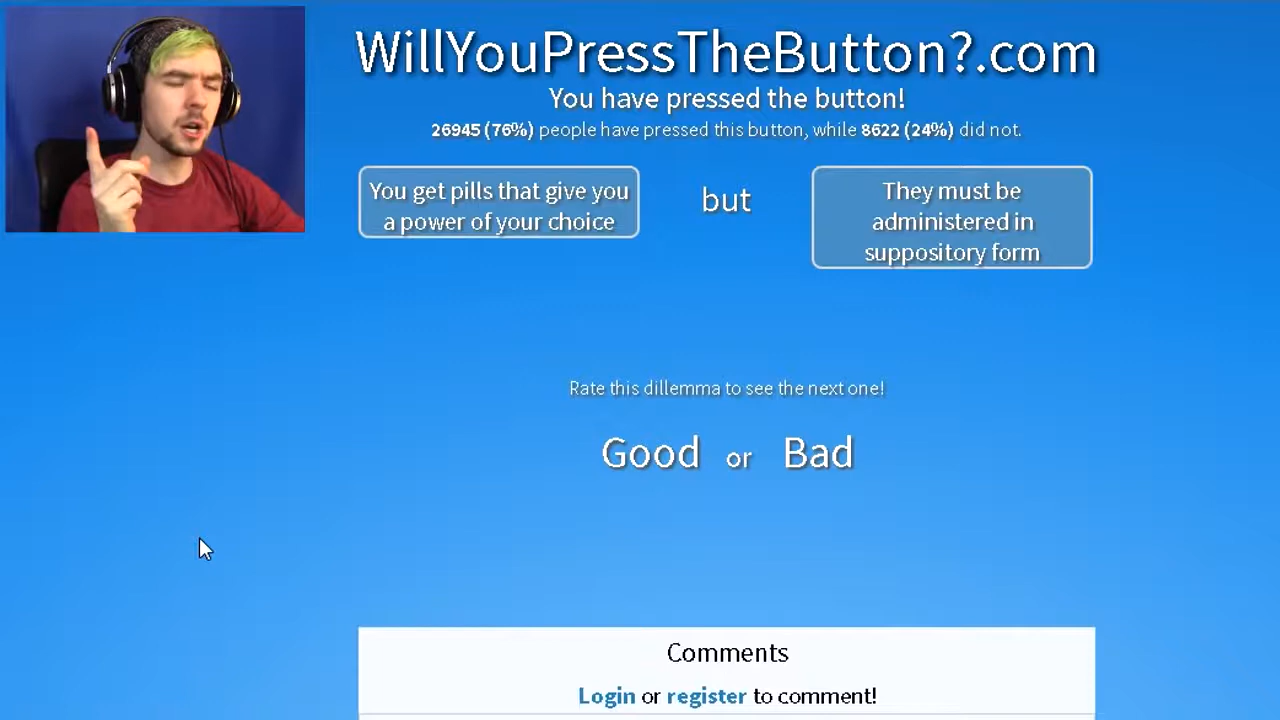 WillYouPressTheButton?.com
You have pressed the button!
26945 (76%) people have pressed this button, while 8622 (24%) did not.
You get pills that give you
a power of your choice
but
They must be
administered in
suppository form
Rate this dillemma to see the next one!
Good or Bad
Comments
Login or register to comment!